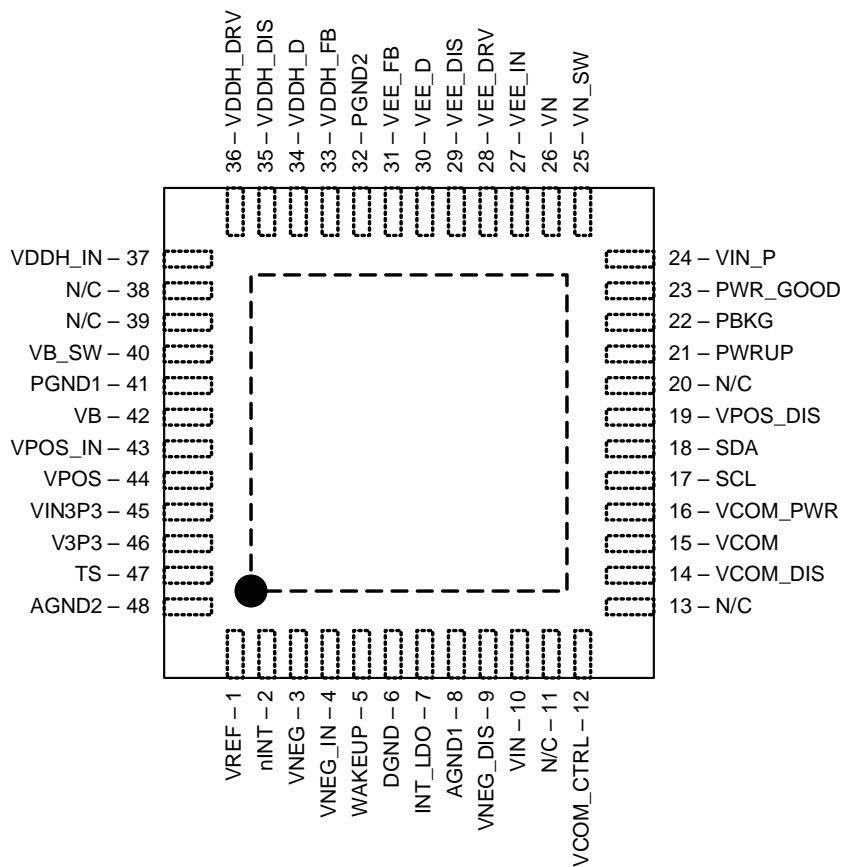 36 – VDDH_DRV
35 – VDDH_DIS
34 – VDDH_D
33 – VDDH_FB
32 – PGND2
31 – VEE_FB
30 – VEE_D
29 – VEE_DIS
28 – VEE_DRV
27 – VEE_IN
26 – VN
25 – VN_SW
VDDH_IN – 37
N/C – 38
N/C – 39
VB_SW – 40
PGND1 – 41
VB – 42
VPOS_IN – 43
VPOS – 44
VIN3P3 – 45
V3P3 – 46
TS – 47
AGND2 – 48
24 – VIN_P
23 – PWR_GOOD
22 – PBKG
21 – PWRUP
20 – N/C
19 – VPOS_DIS
18 – SDA
17 – SCL
16 – VCOM_PWR
15 – VCOM
14 – VCOM_DIS
13 – N/C
VREF – 1
nINT – 2
VNEG – 3
VNEG_IN – 4
WAKEUP – 5
DGND – 6
INT_LDO – 7
AGND1 – 8
VNEG_DIS – 9
VIN – 10
N/C – 11
VCOM_CTRL – 12